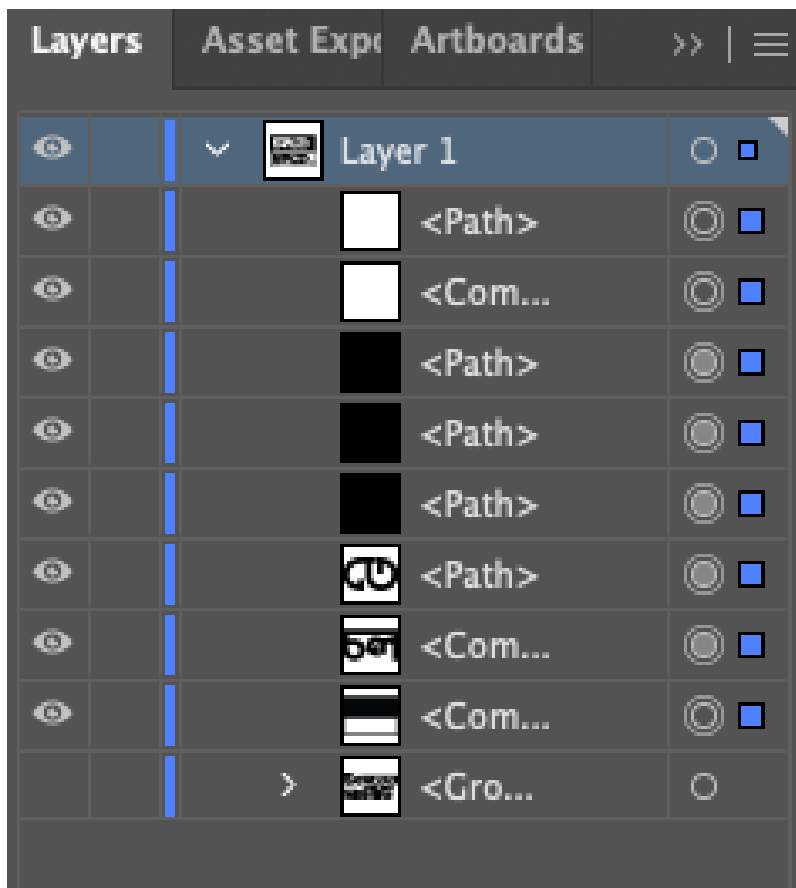 Layers Asset Expo Artboards
Layer 1
<Path>
<Com...
<Path>
<Path>
<Path>
<Path>
<Com...
<Com...
<Gro...